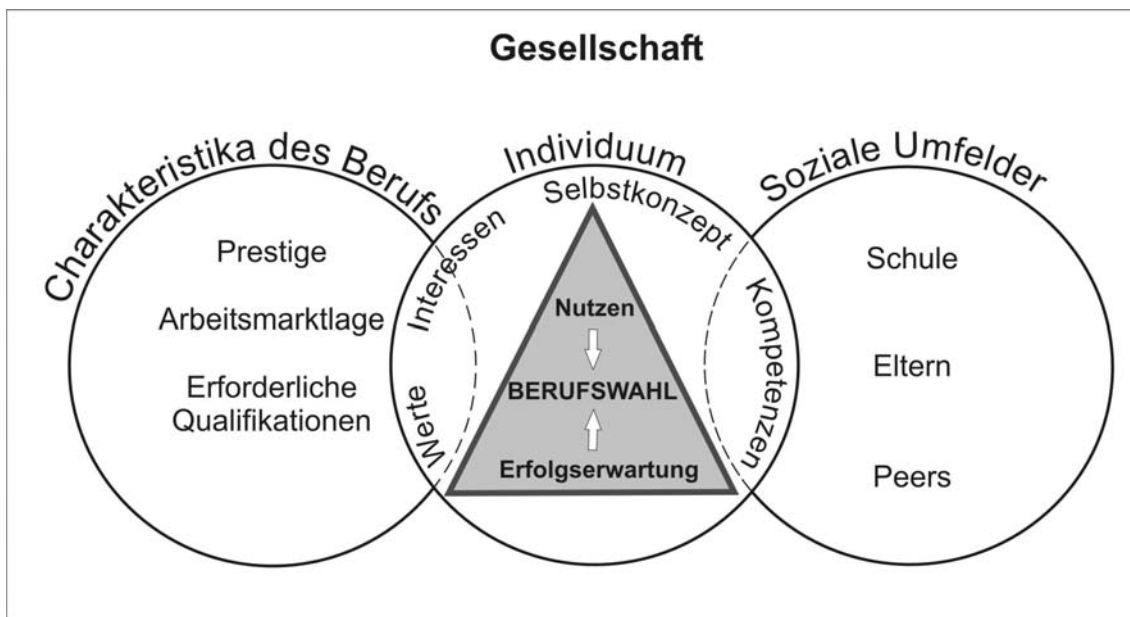 Gesellschaft
Charakteristika des Berufs
Prestige
Arbeitsmarktlage
Erforderliche
Qualifikationen
Individuum
Werte
Interessen
Selbstkonzept
Kompetenzen
Nutzen
BERUFSWAHL
Erfolgserwartung
Soziale Umfelder
Schule
Eltern
Peers